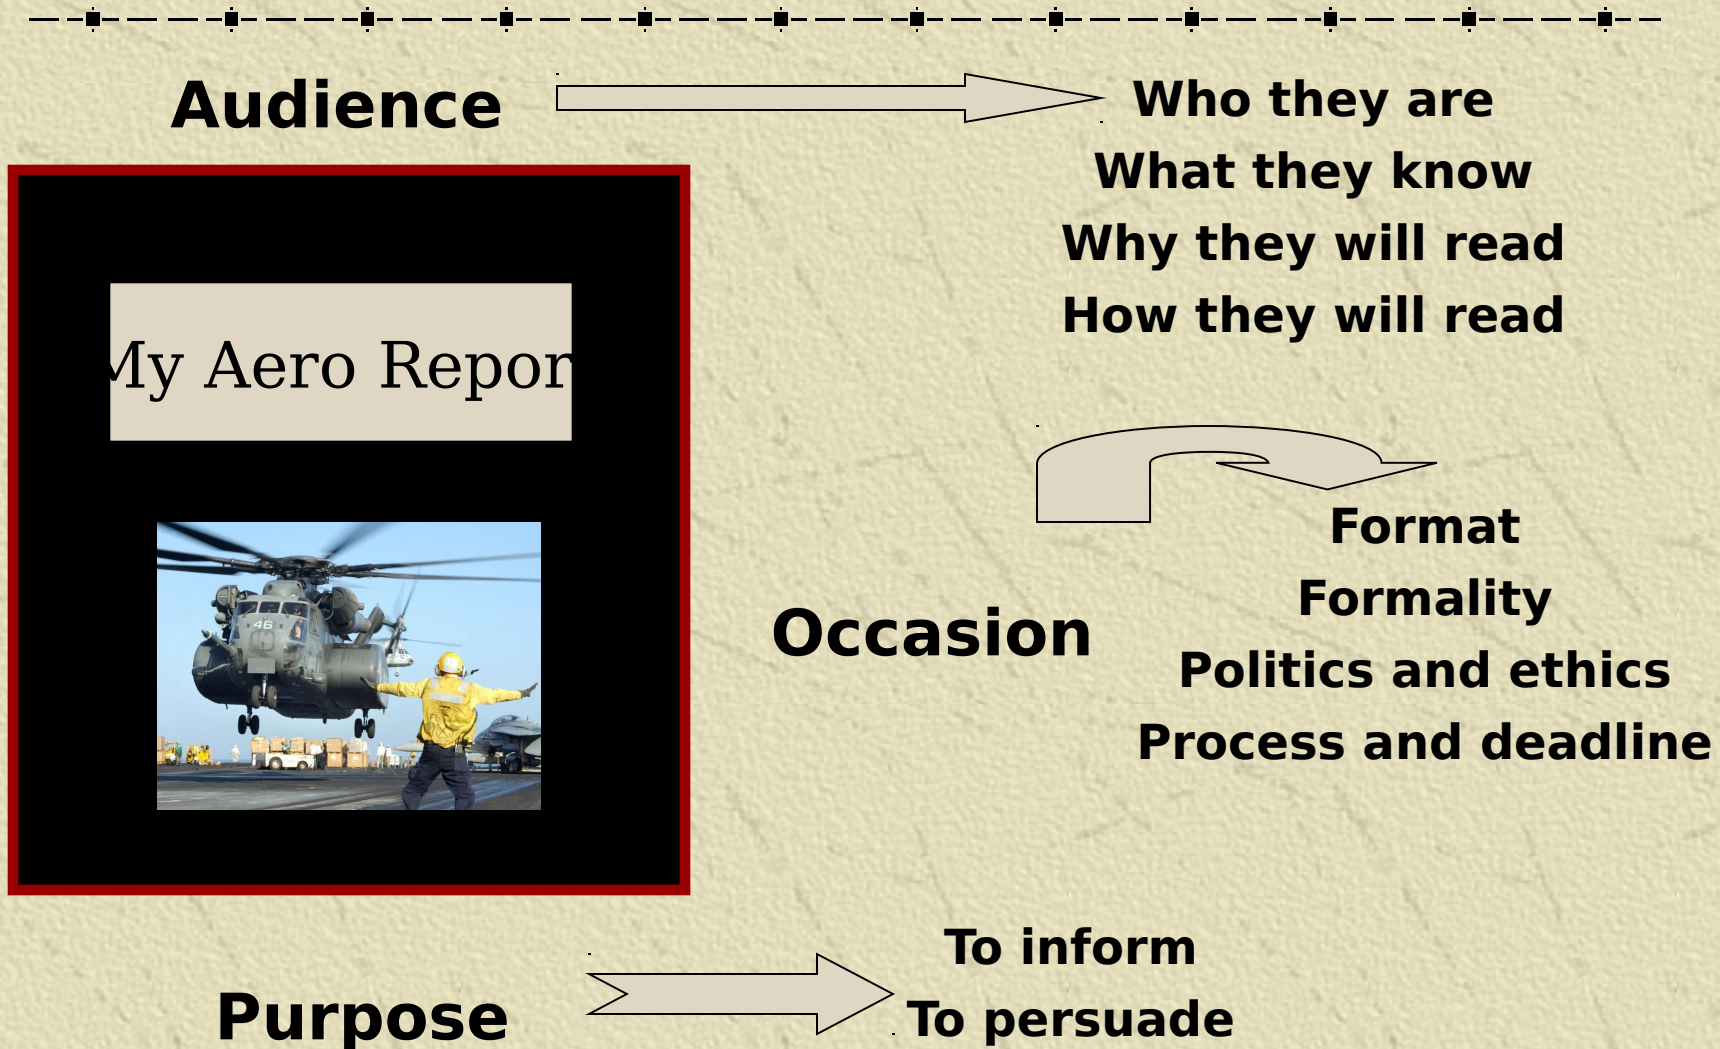 Audience
Who they are
What they know
Why they will read
How they will read
My Aero Repor
46
Format
Formality
Occasion
Politics and ethics
Process and deadline
To inform
Purpose
To persuade